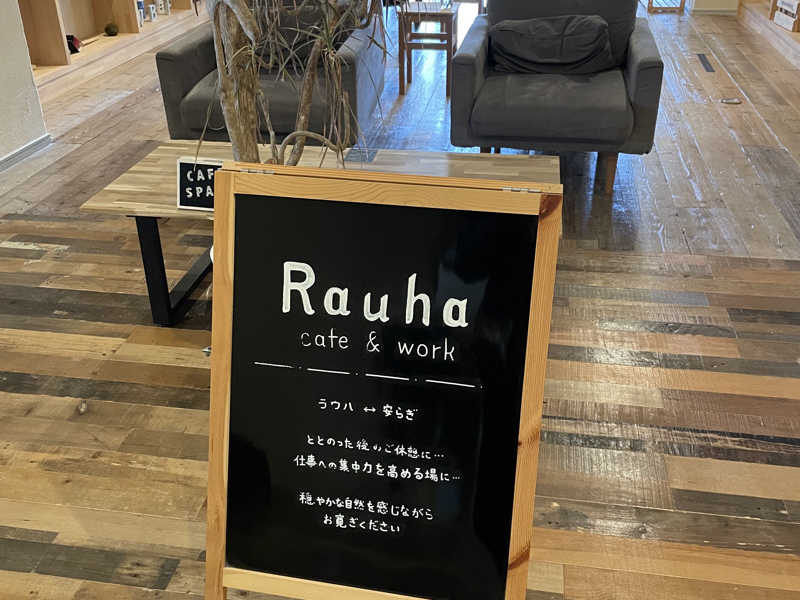 CAF
SPA
Rauha
cafe & work
ラウハ ↔ 安らぎ
ととのった後のご休憩に…
仕事への集中力を高める場に…
穏やかな自然を感じながら
お寛ぎください